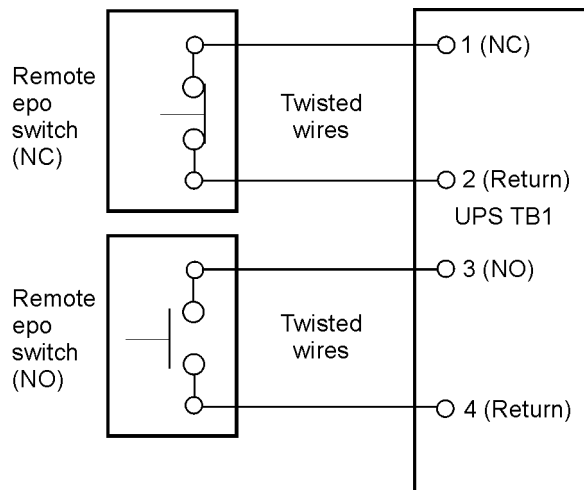 Remote
epo
switch
(NC)
Twisted
wires
1 (NC)
2 (Return)
UPS TB1
Remote
epo
switch
(NO)
Twisted
wires
3 (NO)
4 (Return)